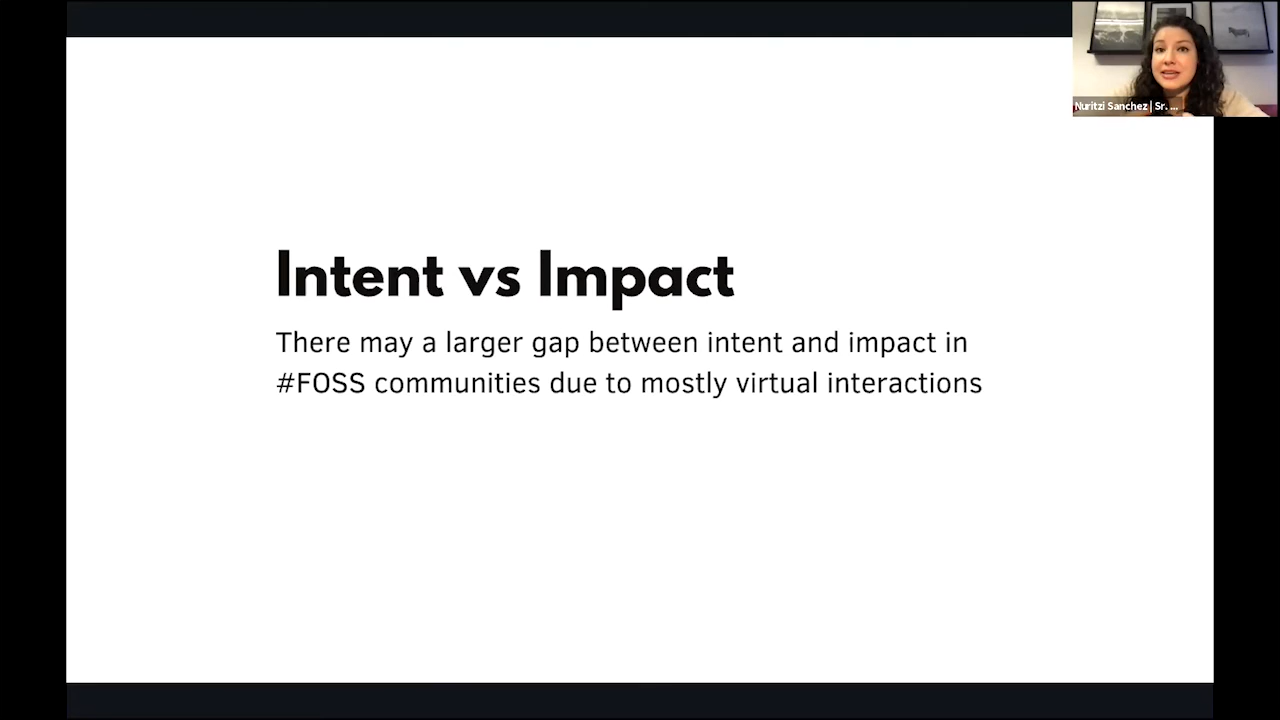 Nuritzi Sanchez | Sr. ...
Intent vs Impact
There may a larger gap between intent and impact in
#FOSS communities due to mostly virtual interactions